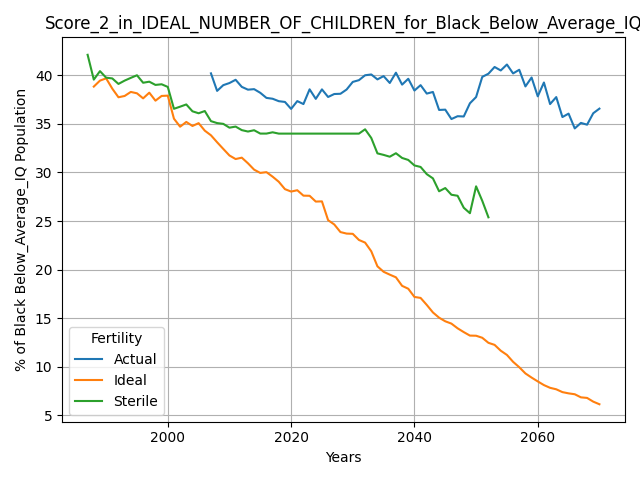 Score_2_in_IDEAL_NUMBER_OF_CHILDREN_for_Black_Below_Average_IQ
% of Black Below_Average_IQ Population
40
35
30
25
20
15
10
5
Fertility
Actual
Ideal
Sterile
2000
2020
2040
2060
Years